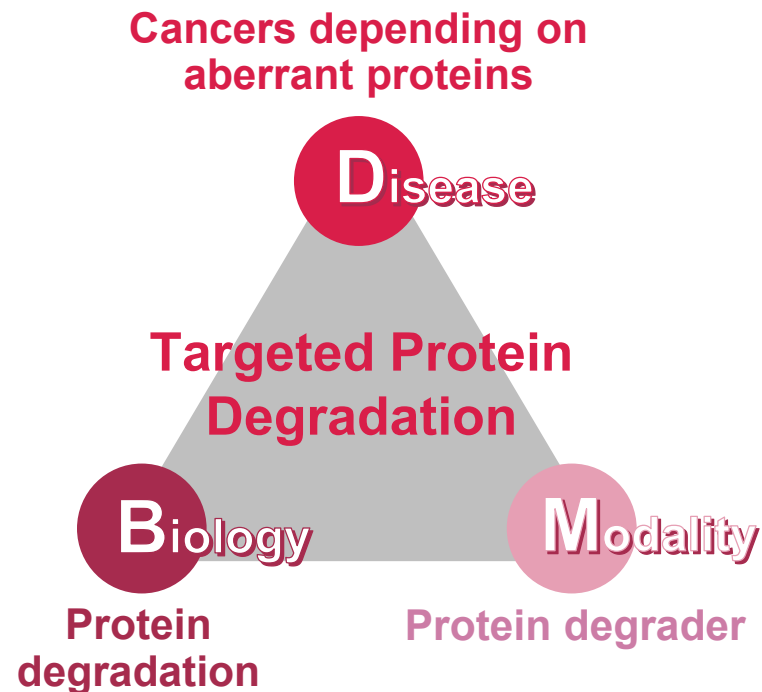 Cancers depending on
aberrant proteins
Disease
Targeted Protein
Degradation
Biology
Modality
Protein
degradation
Protein degrader